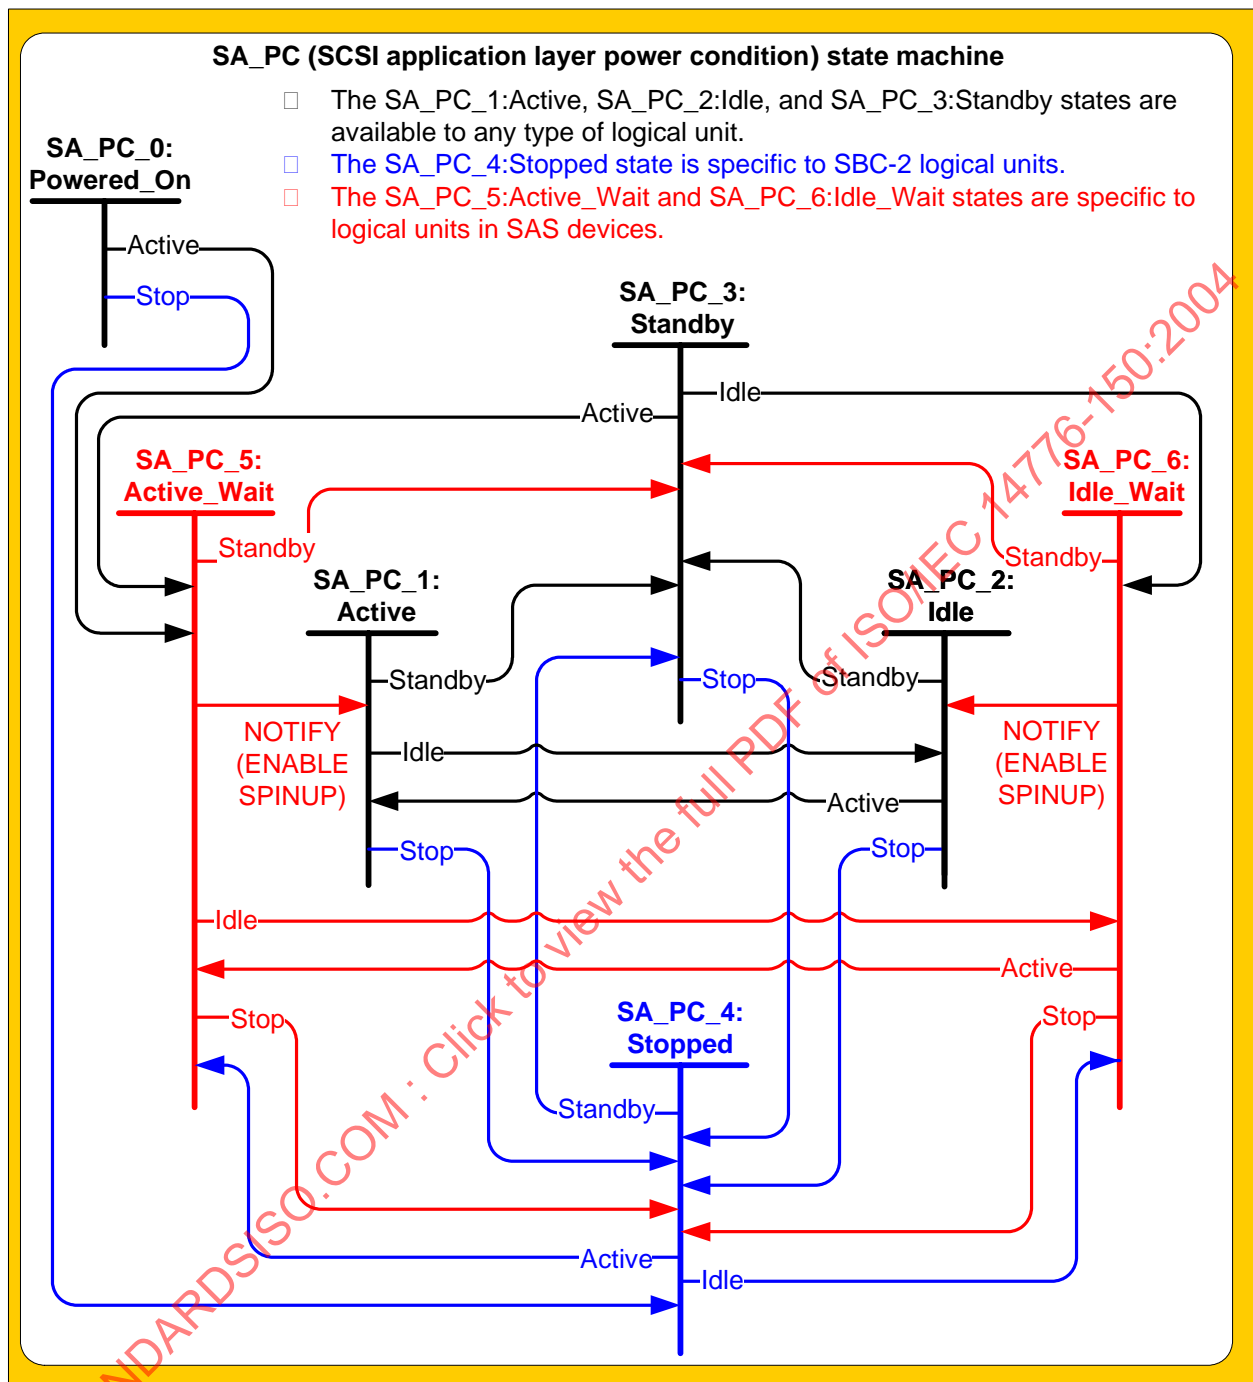 SA_PC (SCSI application layer power condition) state machine
The SA_PC_1:Active, SA_PC_2:Idle, and SA_PC_3:Standby states are
available to any type of logical unit.
The SA_PC_4:Stopped state is specific to SBC-2 logical units.
The SA_PC_5:Active_Wait and SA_PC_6:Idle_Wait states are specific to
logical units in SAS devices.
SA_PC_0:
Powered_On
Active
Stop
SA_PC_3:
Standby
Idle
Active
SA_PC_5:
Active_Wait
SA_PC_6:
Idle_Wait
Standby
Standby
SA_PC_1:
Active
SA_PC_2:
Idle
Standby
Stop
Standby
NOTIFY
(ENABLE
SPINUP)
Idle
NOTIFY
(ENABLE
SPINUP)
Active
Stop
Stop
Idle
Active
Stop
SA_PC_4:
Stopped
Stop
Standby
Active
Idle
NDARDSISO.COM : Click to view the full PDF of ISO/IEC 14776-150:2004